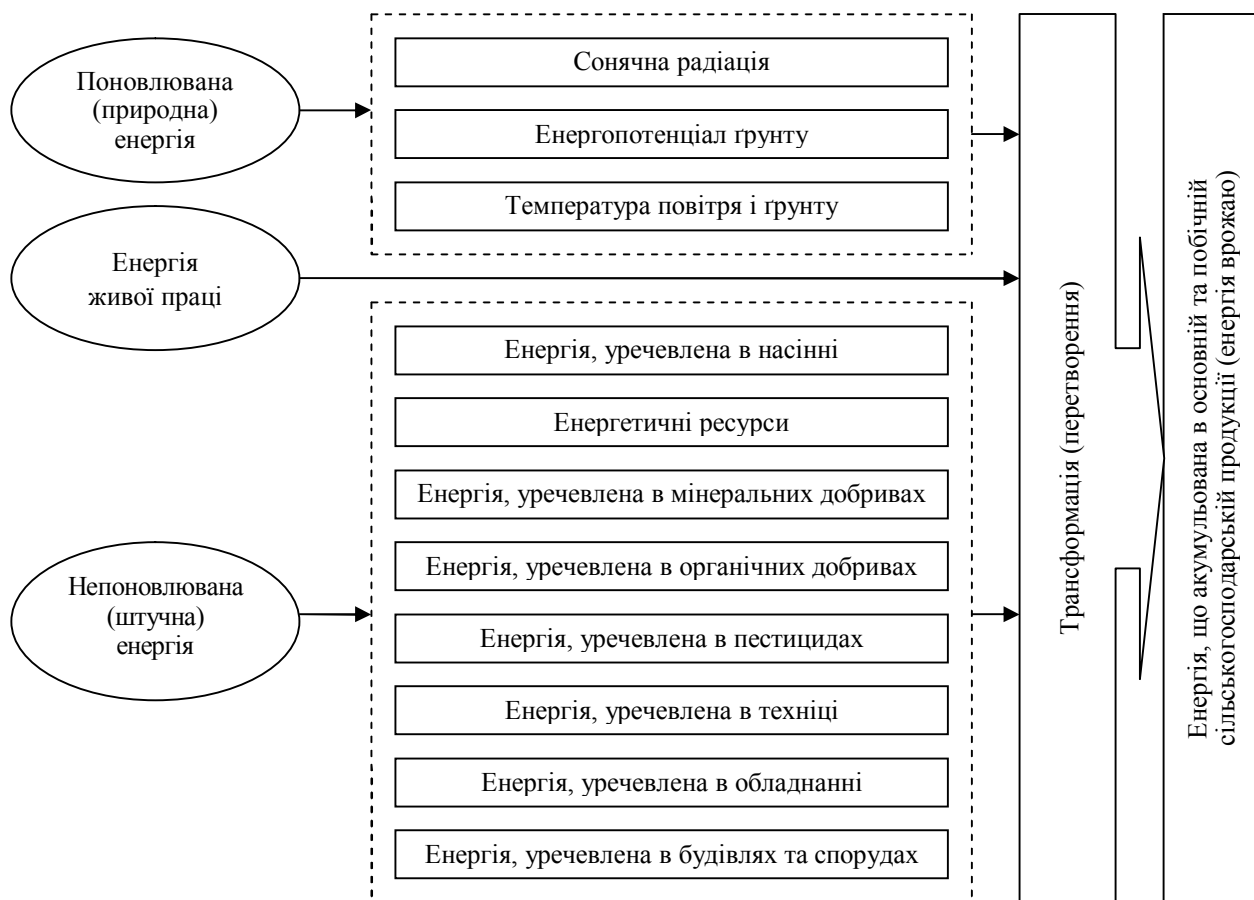 Поновлювана
(природна)
енергія
Сонячна радіація
Енергопотенціал ґрунту
Температура повітря і ґрунту
Енергія
живої праці
Енергія, уречевлена в насінні
Енергетичні ресурси
Енергія, уречевлена в мінеральних добривах
Енергія, уречевлена в органічних добривах
Непоновлювана
(штучна)
енергія
Енергія, уречевлена в пестицидах
Енергія, уречевлена в техніці
Енергія, уречевлена в обладнанні
Енергія, уречевлена в будівлях та спорудах
Трансформація (перетворення)
Енергія, що акумульована в основній та побічній
сільськогосподарській продукції (енергія врожаю)